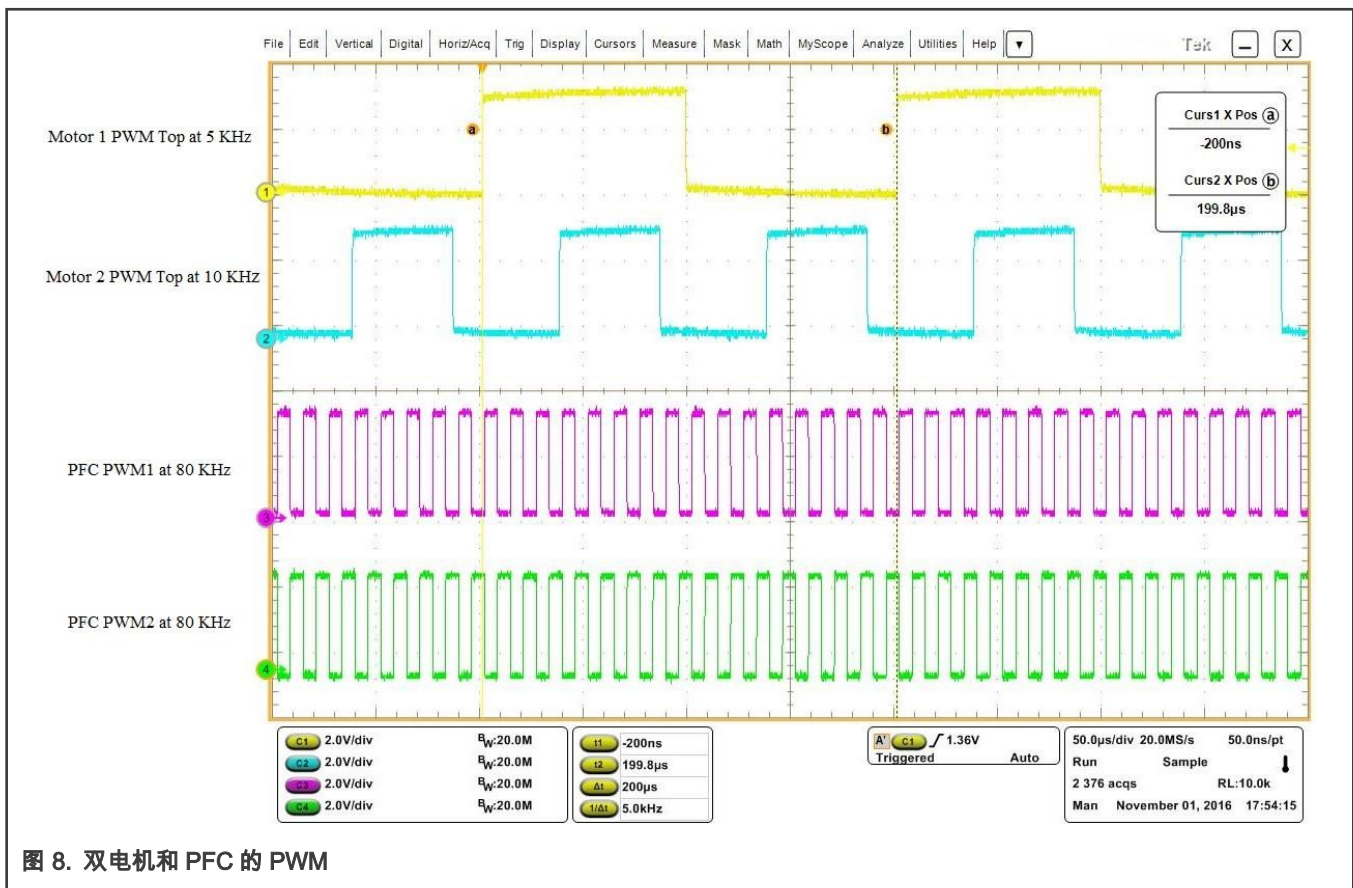 File Edit Vertical Digital Horiz/Acq Trig Display Cursors Measure Mask Math MyScope Analyze Utilities Help Tek X
Motor 1 PWM Top at 5 KHz
a
b
Curs1 X Pos a
-200ns
Curs2 X Pos b
199.8µs
1
Motor 2 PWM Top at 10 KHz
2
PFC PWM1 at 80 KHz
3
PFC PWM2 at 80 KHz
4
C1 2.0V/div BW:20.0M
C2 2.0V/div BW:20.0M
C3 2.0V/div BW:20.0M
C4 2.0V/div BW:20.0M
t1 -200ns
t2 199.8µs
Δt 200µs
1/Δt 5.0kHz
A' C1 1.36V
Triggered Auto
50.0µs/div 20.0MS/s 50.0ns/pt
Run Sample
2 376 acqs RL:10.0k
Man November 01, 2016 17:54:15
图 8. 双电机和 PFC 的 PWM